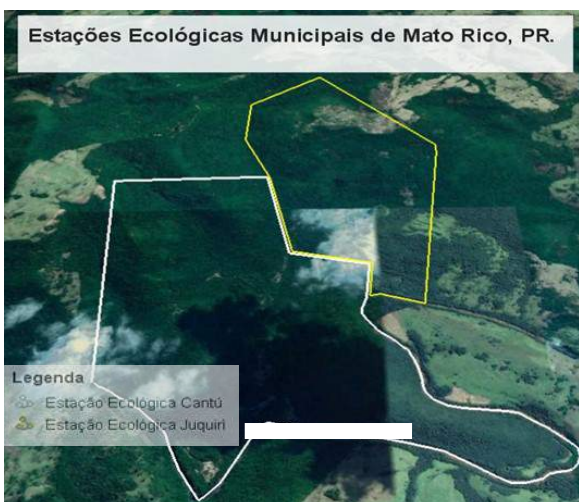 Estações Ecológicas Municipais de Mato Rico, PR.
Legenda
Estação Ecológica Cantú
Estação Ecológica Juquiri